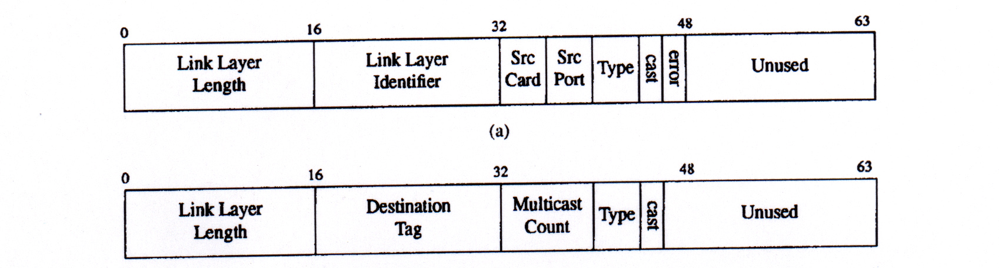 0 16 32 48 63
Link Layer Length
Link Layer Identifier
Src Card
Src Port
Type
cast
error
Unused
(a)
0 16 32 48 63
Link Layer Length
Destination Tag
Multicast Count
Type
cast
Unused